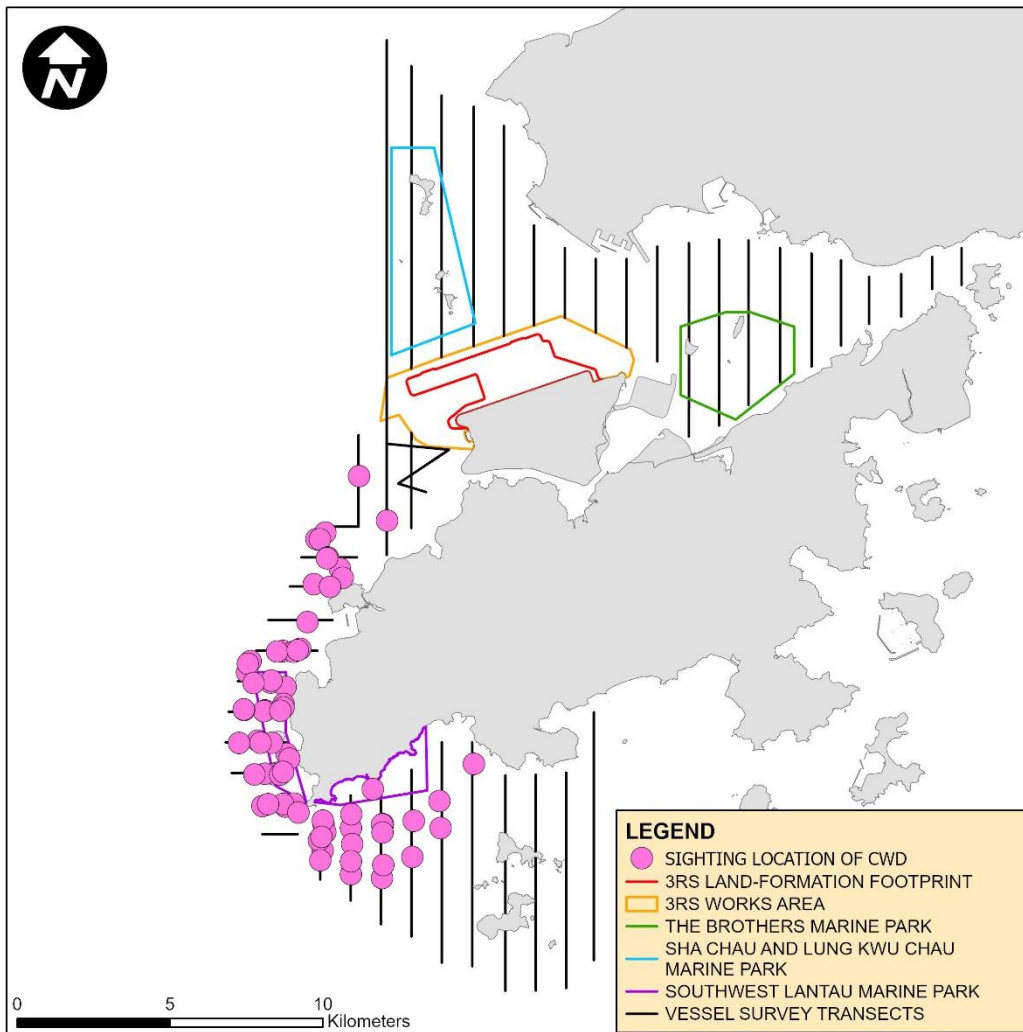 N
LEGEND
SIGHTING LOCATION OF CWD
3RS LAND-FORMATION FOOTPRINT
3RS WORKS AREA
THE BROTHERS MARINE PARK
SHA CHAU AND LUNG KWU CHAU
MARINE PARK
SOUTHWEST LANTAU MARINE PARK
VESSEL SURVEY TRANSECTS
0 5 10
Kilometers